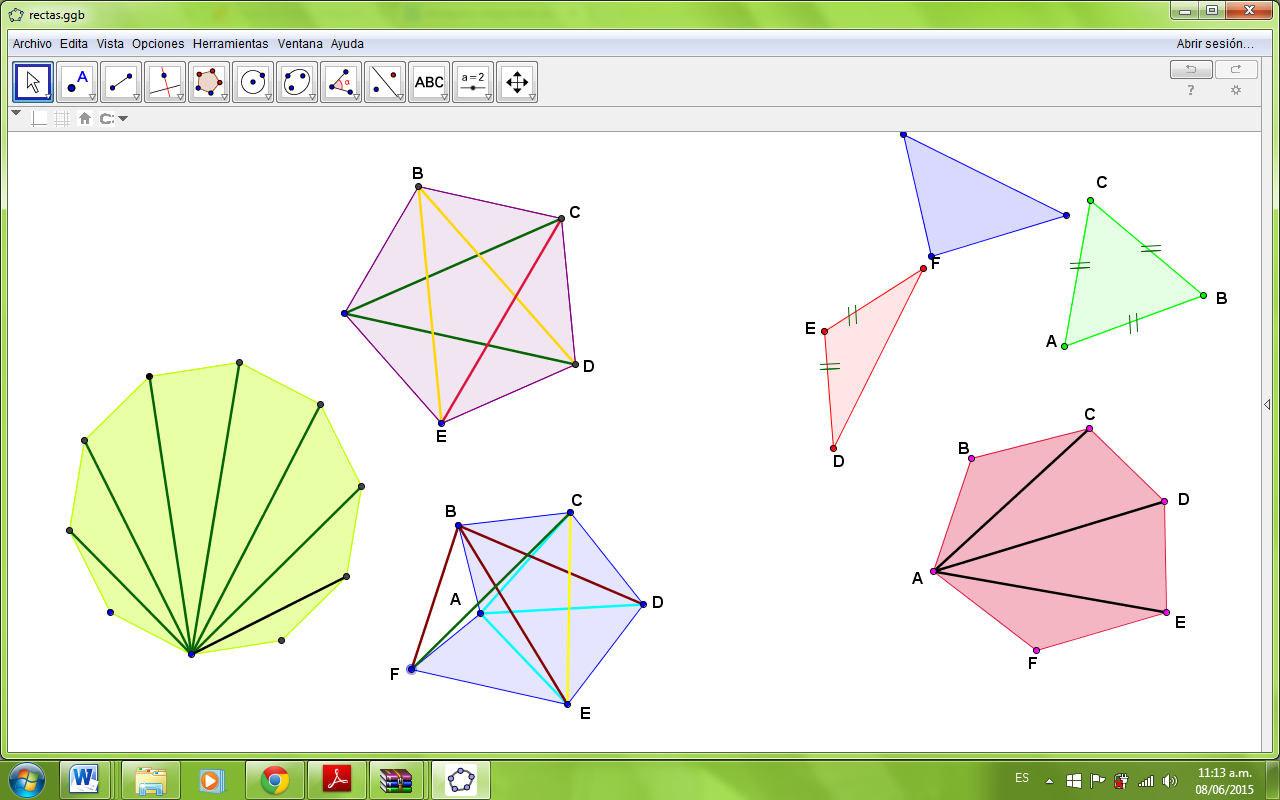 rectas.ggb
Archivo Edita Vista Opciones Herramientas Ventana Ayuda Abrir sesión...
A ABC a=2
α
?
B
C
D
E
B
C
A
D
F
E
F
E
D
C
B
A
C
B
D
A
E
F
ES
11:13 a.m.
08/06/2015